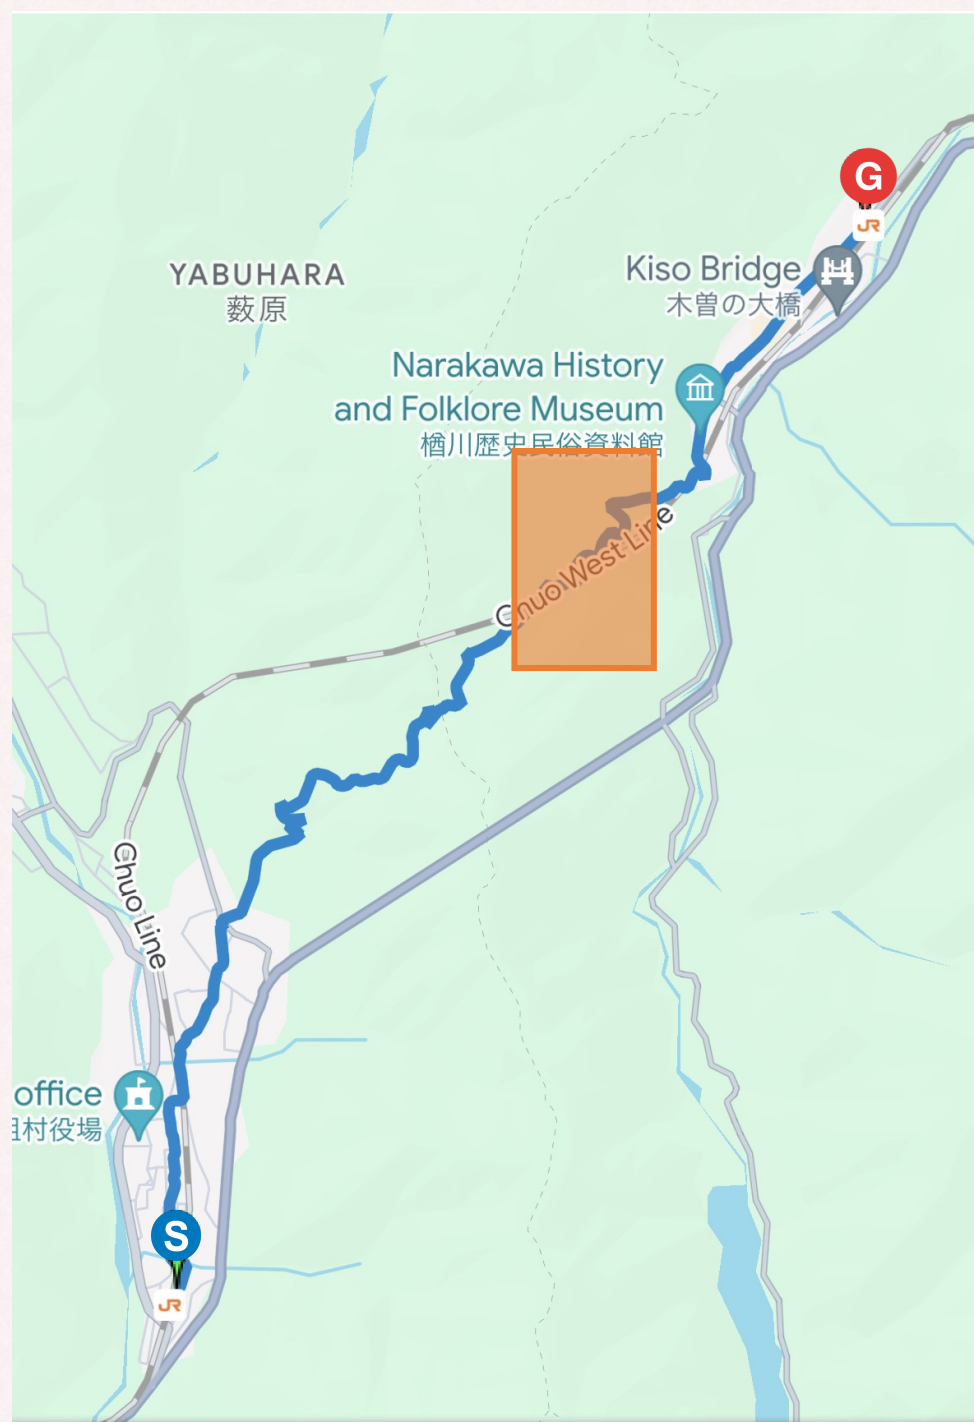 G
JR
Kiso Bridge
木曽の大橋
YABUHARA
薮原
Narakawa History
and Folklore Museum
楢川歴史民俗資料館
Chuo West Line
Chuo Line
office
祖村役場
S
JR